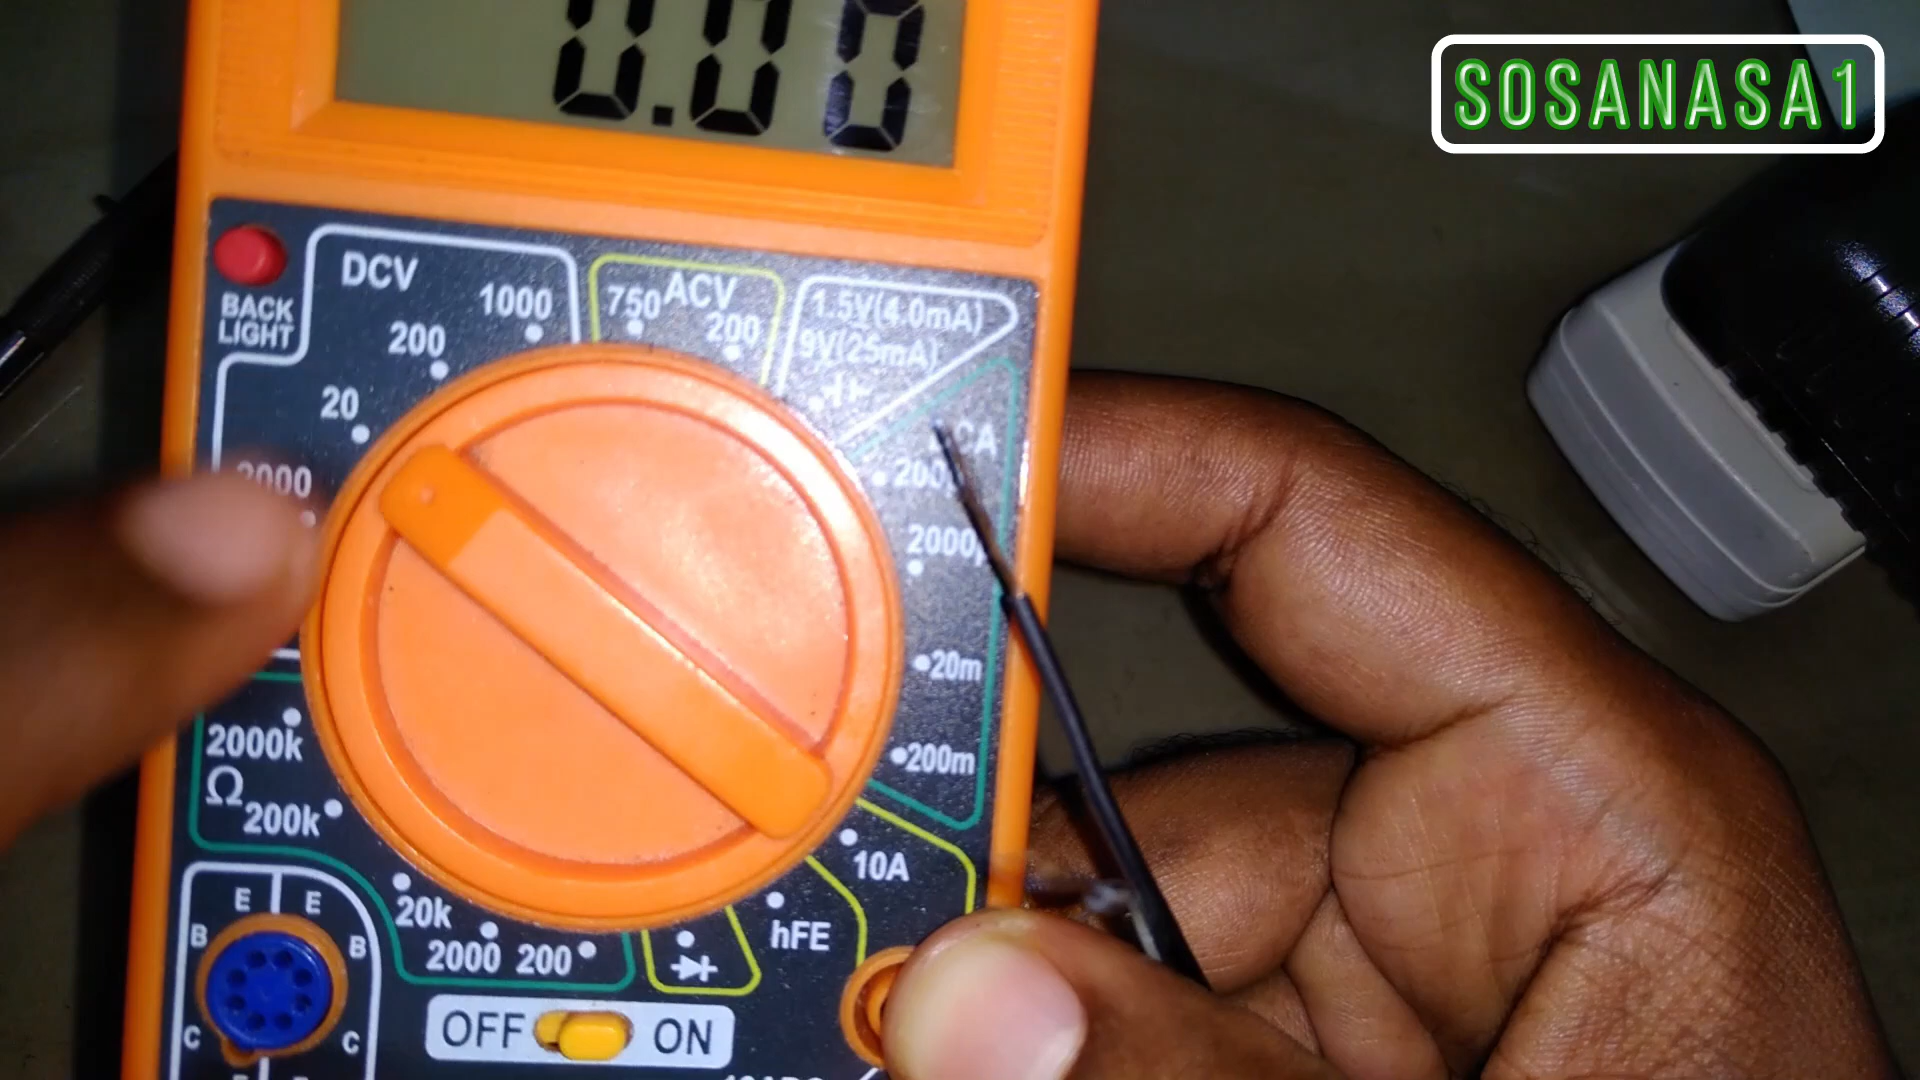 0.00
SOSANASA1
DCV
ACV
1000
750
200
1.5V(4.0mA)
9V(25mA)
BACK
LIGHT
200
20
2000
200
2000
20m
200m
2000k
Ω
200k
10A
20k
2000
200
hFE
E
E
B
B
C
C
OFF
ON